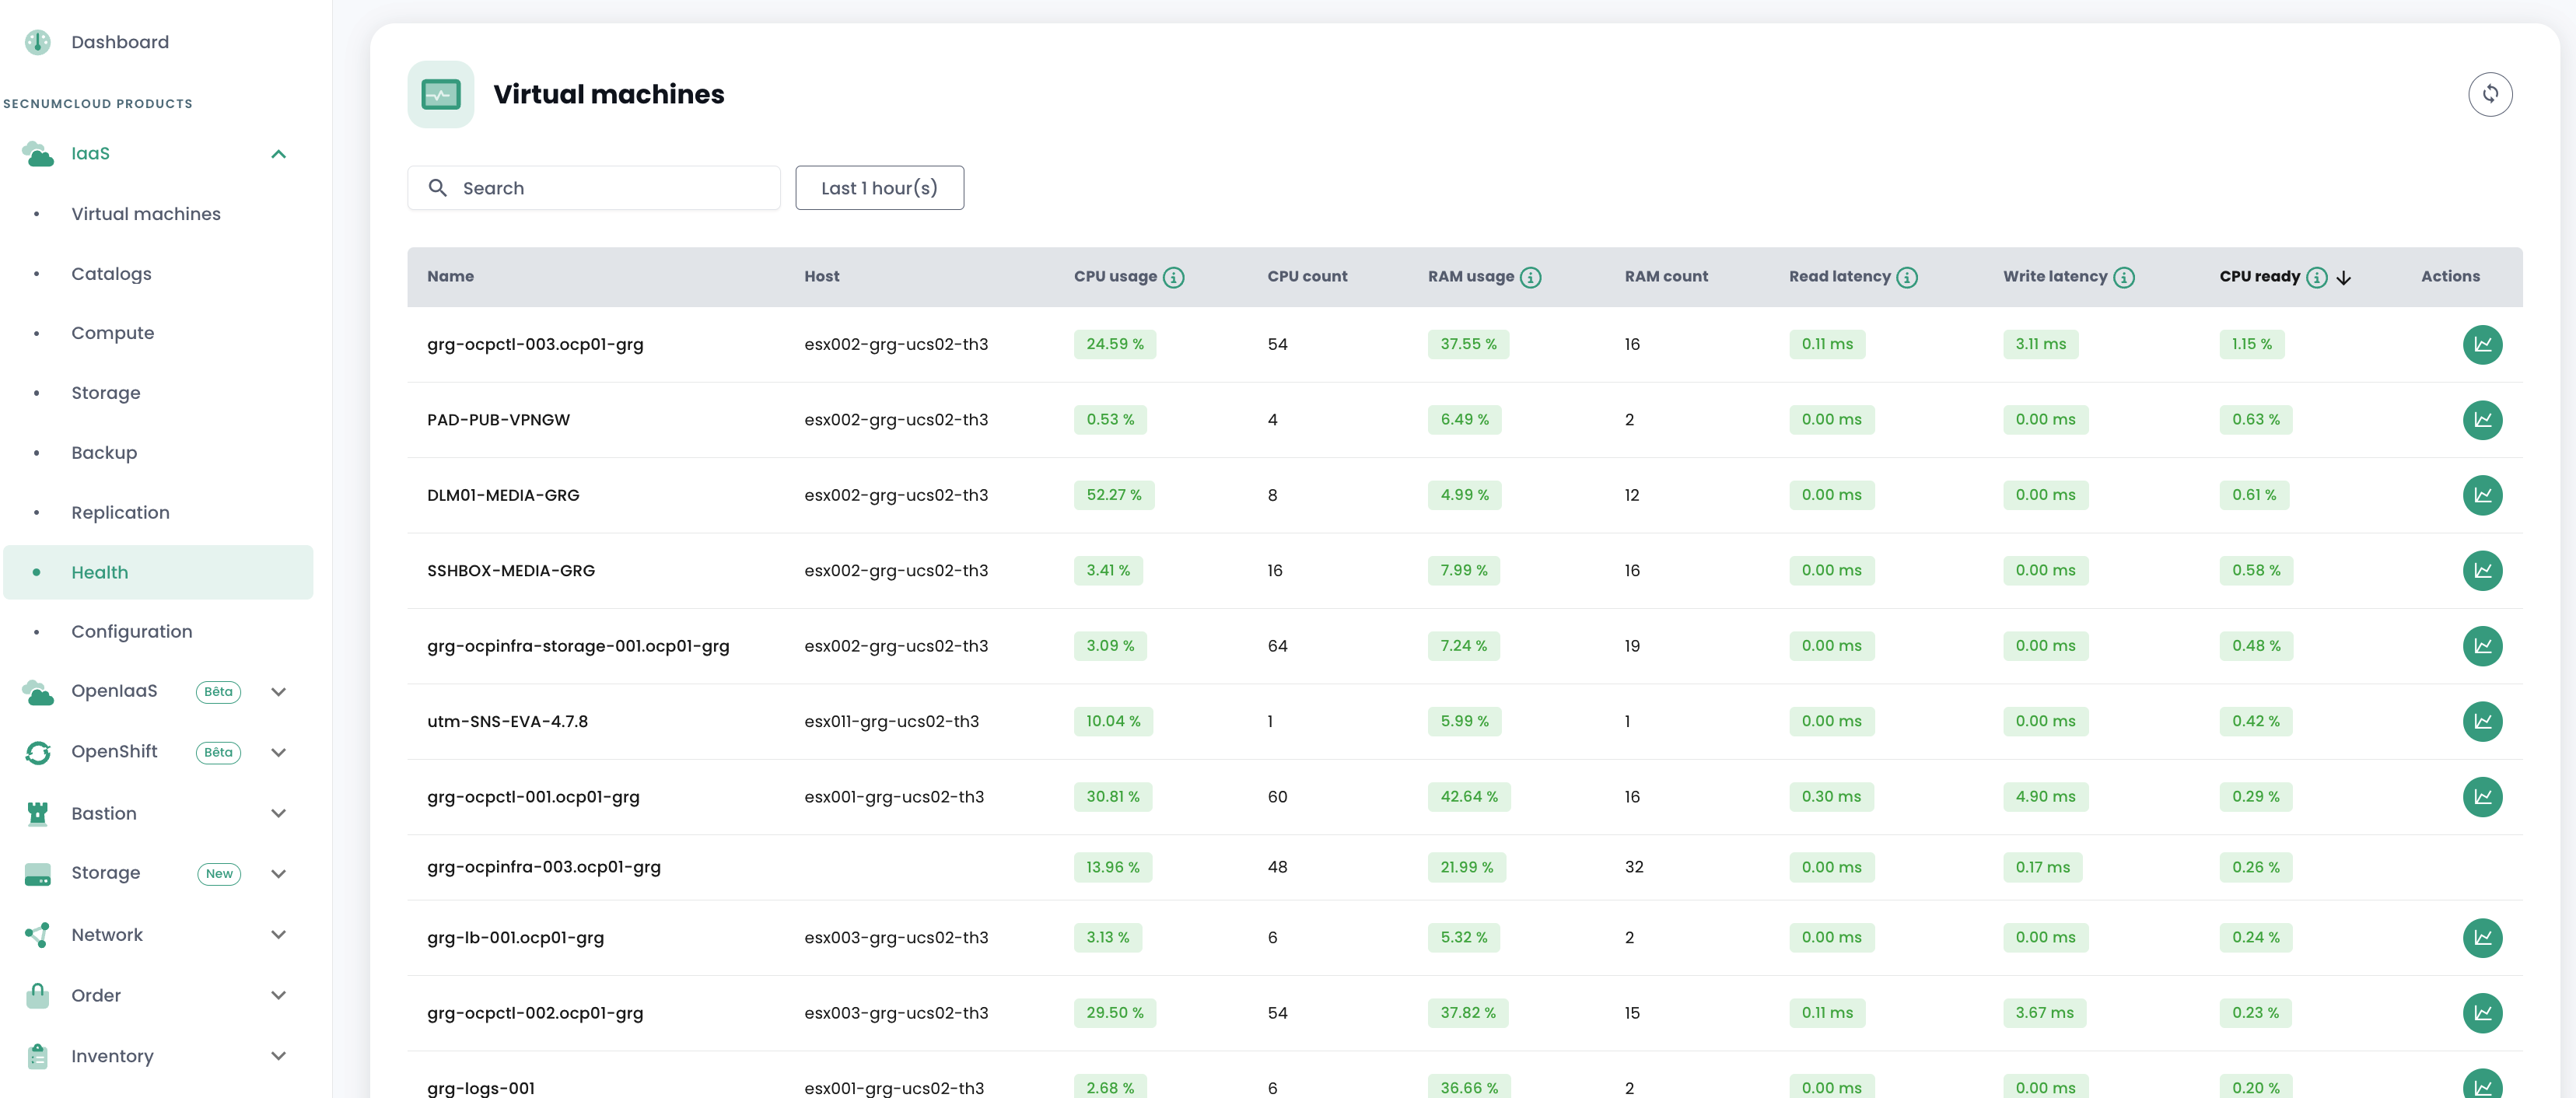 Dashboard
SECNUMCLOUD PRODUCTS
IaaS
Virtual machines
Catalogs
Compute
Storage
Backup
Replication
Health
Configuration
OpenIaaS Bêta
OpenShift Bêta
Bastion
Storage New
Network
Order
Inventory
Virtual machines
Search Last 1 hour(s)
Name Host CPU usage CPU count RAM usage RAM count Read latency Write latency CPU ready Actions
grg-ocpctl-003.ocp01-grg esx002-grg-ucs02-th3 24.59 % 54 37.55 % 16 0.11 ms 3.11 ms 1.15 %
PAD-PUB-VPNGW esx002-grg-ucs02-th3 0.53 % 4 6.49 % 2 0.00 ms 0.00 ms 0.63 %
DLM01-MEDIA-GRG esx002-grg-ucs02-th3 52.27 % 8 4.99 % 12 0.00 ms 0.00 ms 0.61 %
SSHBOX-MEDIA-GRG esx002-grg-ucs02-th3 3.41 % 16 7.99 % 16 0.00 ms 0.00 ms 0.58 %
grg-ocpinfra-storage-001.ocp01-grg esx002-grg-ucs02-th3 3.09 % 64 7.24 % 19 0.00 ms 0.00 ms 0.48 %
utm-SNS-EVA-4.7.8 esx011-grg-ucs02-th3 10.04 % 1 5.99 % 1 0.00 ms 0.00 ms 0.42 %
grg-ocpctl-001.ocp01-grg esx001-grg-ucs02-th3 30.81 % 60 42.64 % 16 0.30 ms 4.90 ms 0.29 %
grg-ocpinfra-003.ocp01-grg 13.96 % 48 21.99 % 32 0.00 ms 0.17 ms 0.26 %
grg-lb-001.ocp01-grg esx003-grg-ucs02-th3 3.13 % 6 5.32 % 2 0.00 ms 0.00 ms 0.24 %
grg-ocpctl-002.ocp01-grg esx003-grg-ucs02-th3 29.50 % 54 37.82 % 15 0.11 ms 3.67 ms 0.23 %
grg-logs-001 esx001-grg-ucs02-th3 2.68 % 6 36.66 % 2 0.00 ms 0.00 ms 0.20 %